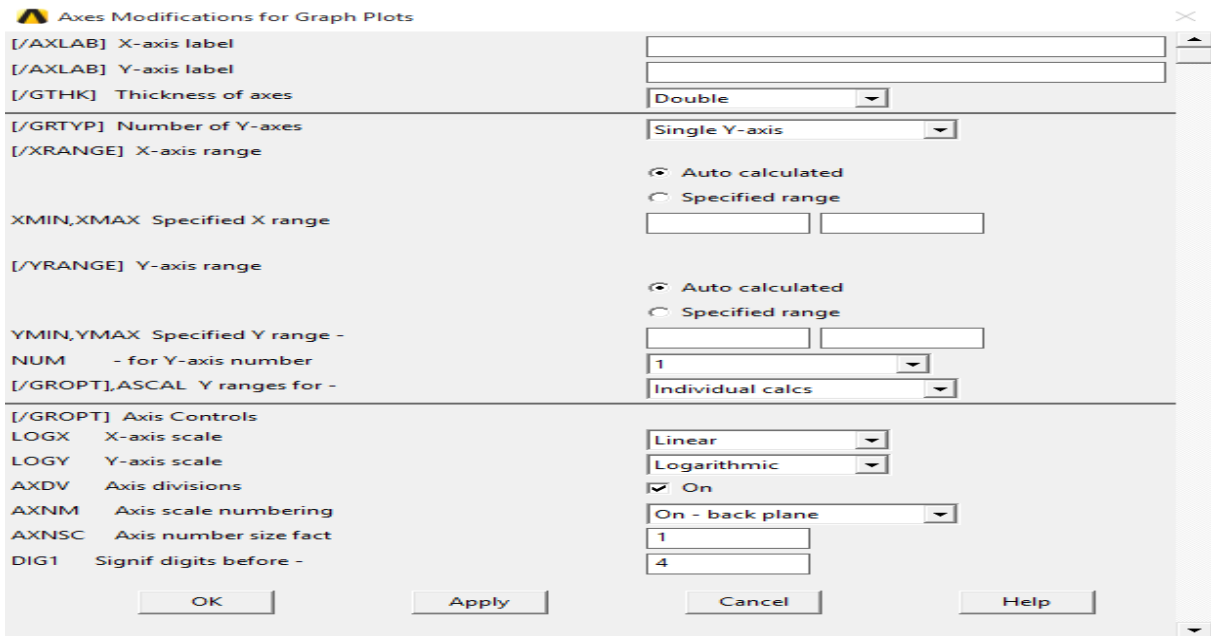 Axes Modifications for Graph Plots
[/AXLAB] X-axis label
[/AXLAB] Y-axis label
[/GTHK] Thickness of axes Double
[/GRTYP] Number of Y-axes Single Y-axis
[/XRANGE] X-axis range
Auto calculated
Specified range
XMIN,XMAX Specified X range
[/YRANGE] Y-axis range
Auto calculated
Specified range
YMIN,YMAX Specified Y range -
NUM - for Y-axis number 1
[/GROPT],ASCAL Y ranges for - Individual calcs
[/GROPT] Axis Controls
LOGX X-axis scale Linear
LOGY Y-axis scale Logarithmic
AXDV Axis divisions On
AXNM Axis scale numbering On - back plane
AXNSC Axis number size fact 1
DIG1 Signif digits before - 4
OK Apply Cancel Help